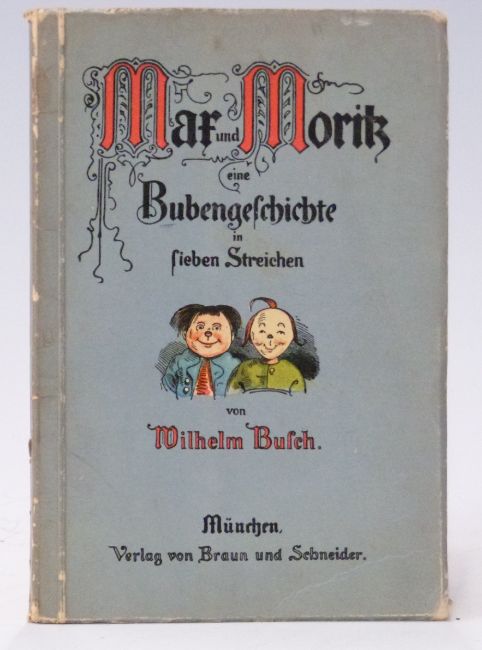 Max und Moritz
eine
Bubengeſchichte
in
ſieben Streichen
von
Wilhelm Buſch.
München,
Verlag von Braun und Schneider.